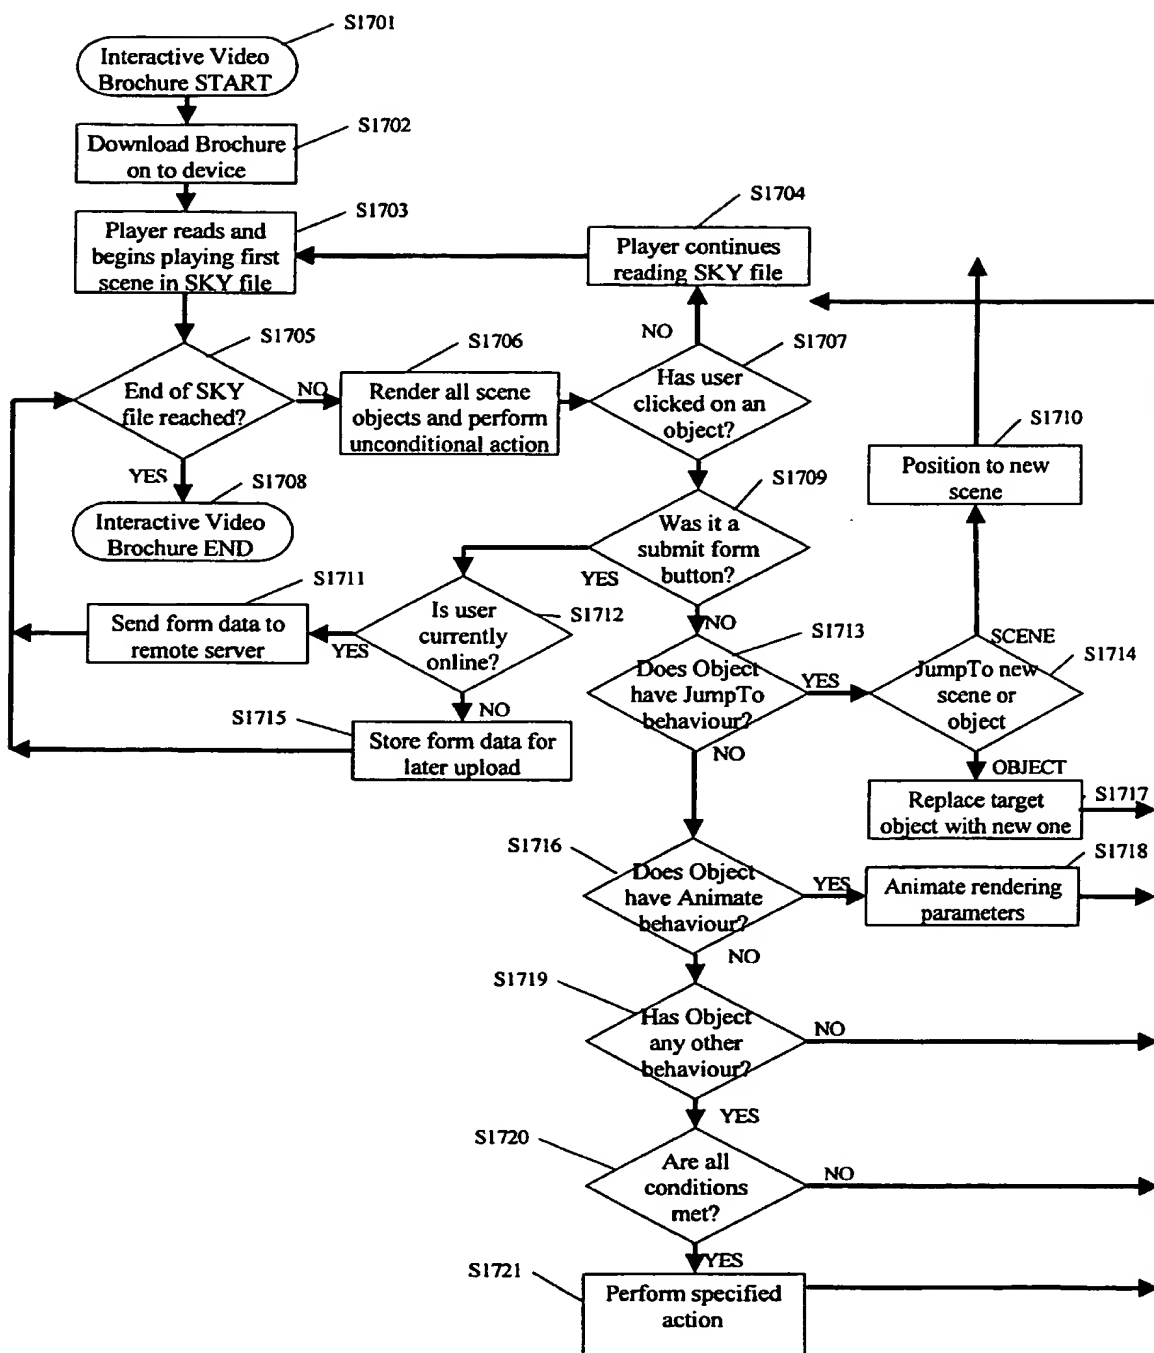 S1701
Interactive Video
Brochure START
S1702
Download Brochure
on to device
S1703
Player reads and
begins playing first
scene in SKY file
S1704
Player continues
reading SKY file
S1705
End of SKY
file reached?
NO
YES
S1706
Render all scene
objects and perform
unconditional action
S1707
NO
Has user
clicked on an
object?
S1708
Interactive Video
Brochure END
S1709
Was it a
submit form
button?
YES
NO
S1710
Position to new
scene
S1711
Send form data to
remote server
S1712
Is user
currently
online?
YES
NO
S1713
Does Object
have JumpTo
behaviour?
YES
NO
SCENE
S1714
JumpTo new
scene or
object
OBJECT
S1715
Store form data for
later upload
S1717
Replace target
object with new one
S1716
Does Object
have Animate
behaviour?
YES
NO
S1718
Animate rendering
parameters
S1719
Has Object
any other
behaviour?
NO
YES
S1720
Are all
conditions
met?
NO
YES
S1721
Perform specified
action